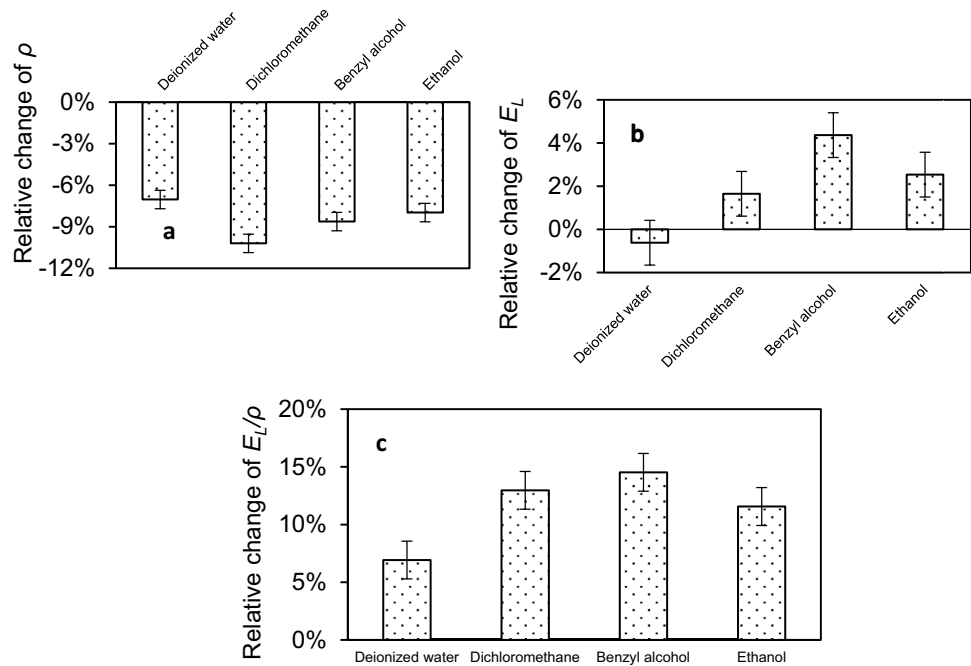 Relative change of ρ
Deionized water
Dichloromethane
Benzyl alcohol
Ethanol
0%
-3%
-6%
-9%
-12%
a
Relative change of E_L
6%
4%
2%
0%
-2%
b
Deionized water
Dichloromethane
Benzyl alcohol
Ethanol
Relative change of E_L/ρ
20%
15%
10%
5%
0%
c
Deionized water
Dichloromethane
Benzyl alcohol
Ethanol